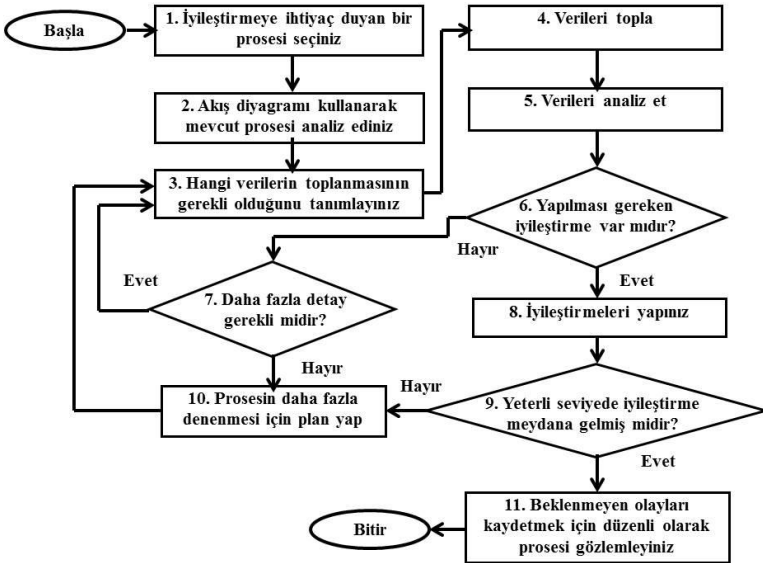 Başla
1. İyileştirmeye ihtiyaç duyan bir
prosesi seçiniz
2. Akış diyagramı kullanarak
mevcut prosesi analiz ediniz
3. Hangi verilerin toplanmasının
gerekli olduğunu tanımlayınız
4. Verileri topla
5. Verileri analiz et
6. Yapılması gereken
iyileştirme var mıdır?
Hayır
Evet
Evet
7. Daha fazla detay
gerekli midir?
Hayır
8. İyileştirmeleri yapınız
9. Yeterli seviyede iyileştirme
meydana gelmiş midir?
Hayır
Evet
10. Prosesin daha fazla
denenmesi için plan yap
11. Beklenmeyen olayları
kaydetmek için düzenli olarak
prosesi gözlemleyiniz
Bitir